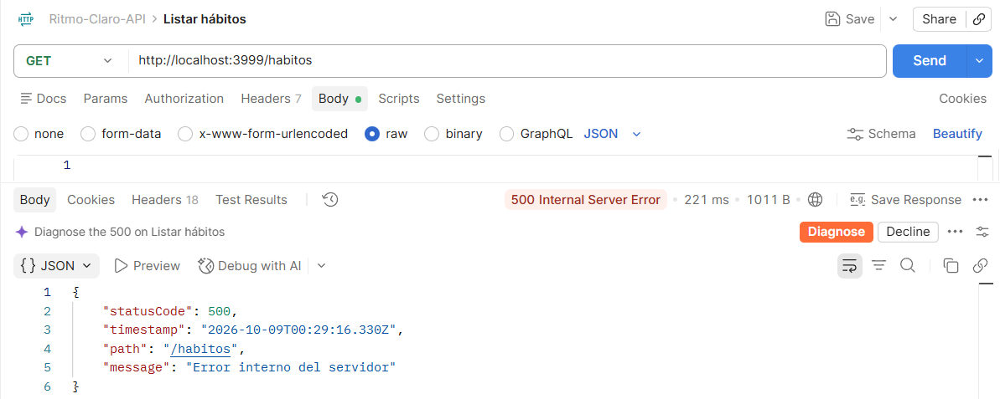 HTTP Ritmo-Claro-API > Listar hábitos Save Share
GET http://localhost:3999/habitos Send
Docs Params Authorization Headers 7 Body Scripts Settings Cookies
none form-data x-www-form-urlencoded raw binary GraphQL JSON Schema Beautify
1
Body Cookies Headers 18 Test Results 500 Internal Server Error • 221 ms • 1011 B • e.g. Save Response
Diagnose the 500 on Listar hábitos Diagnose Decline
{} JSON Preview Debug with AI
1 {
2 "statusCode": 500,
3 "timestamp": "2026-10-09T00:29:16.330Z",
4 "path": "/habitos",
5 "message": "Error interno del servidor"
6 }